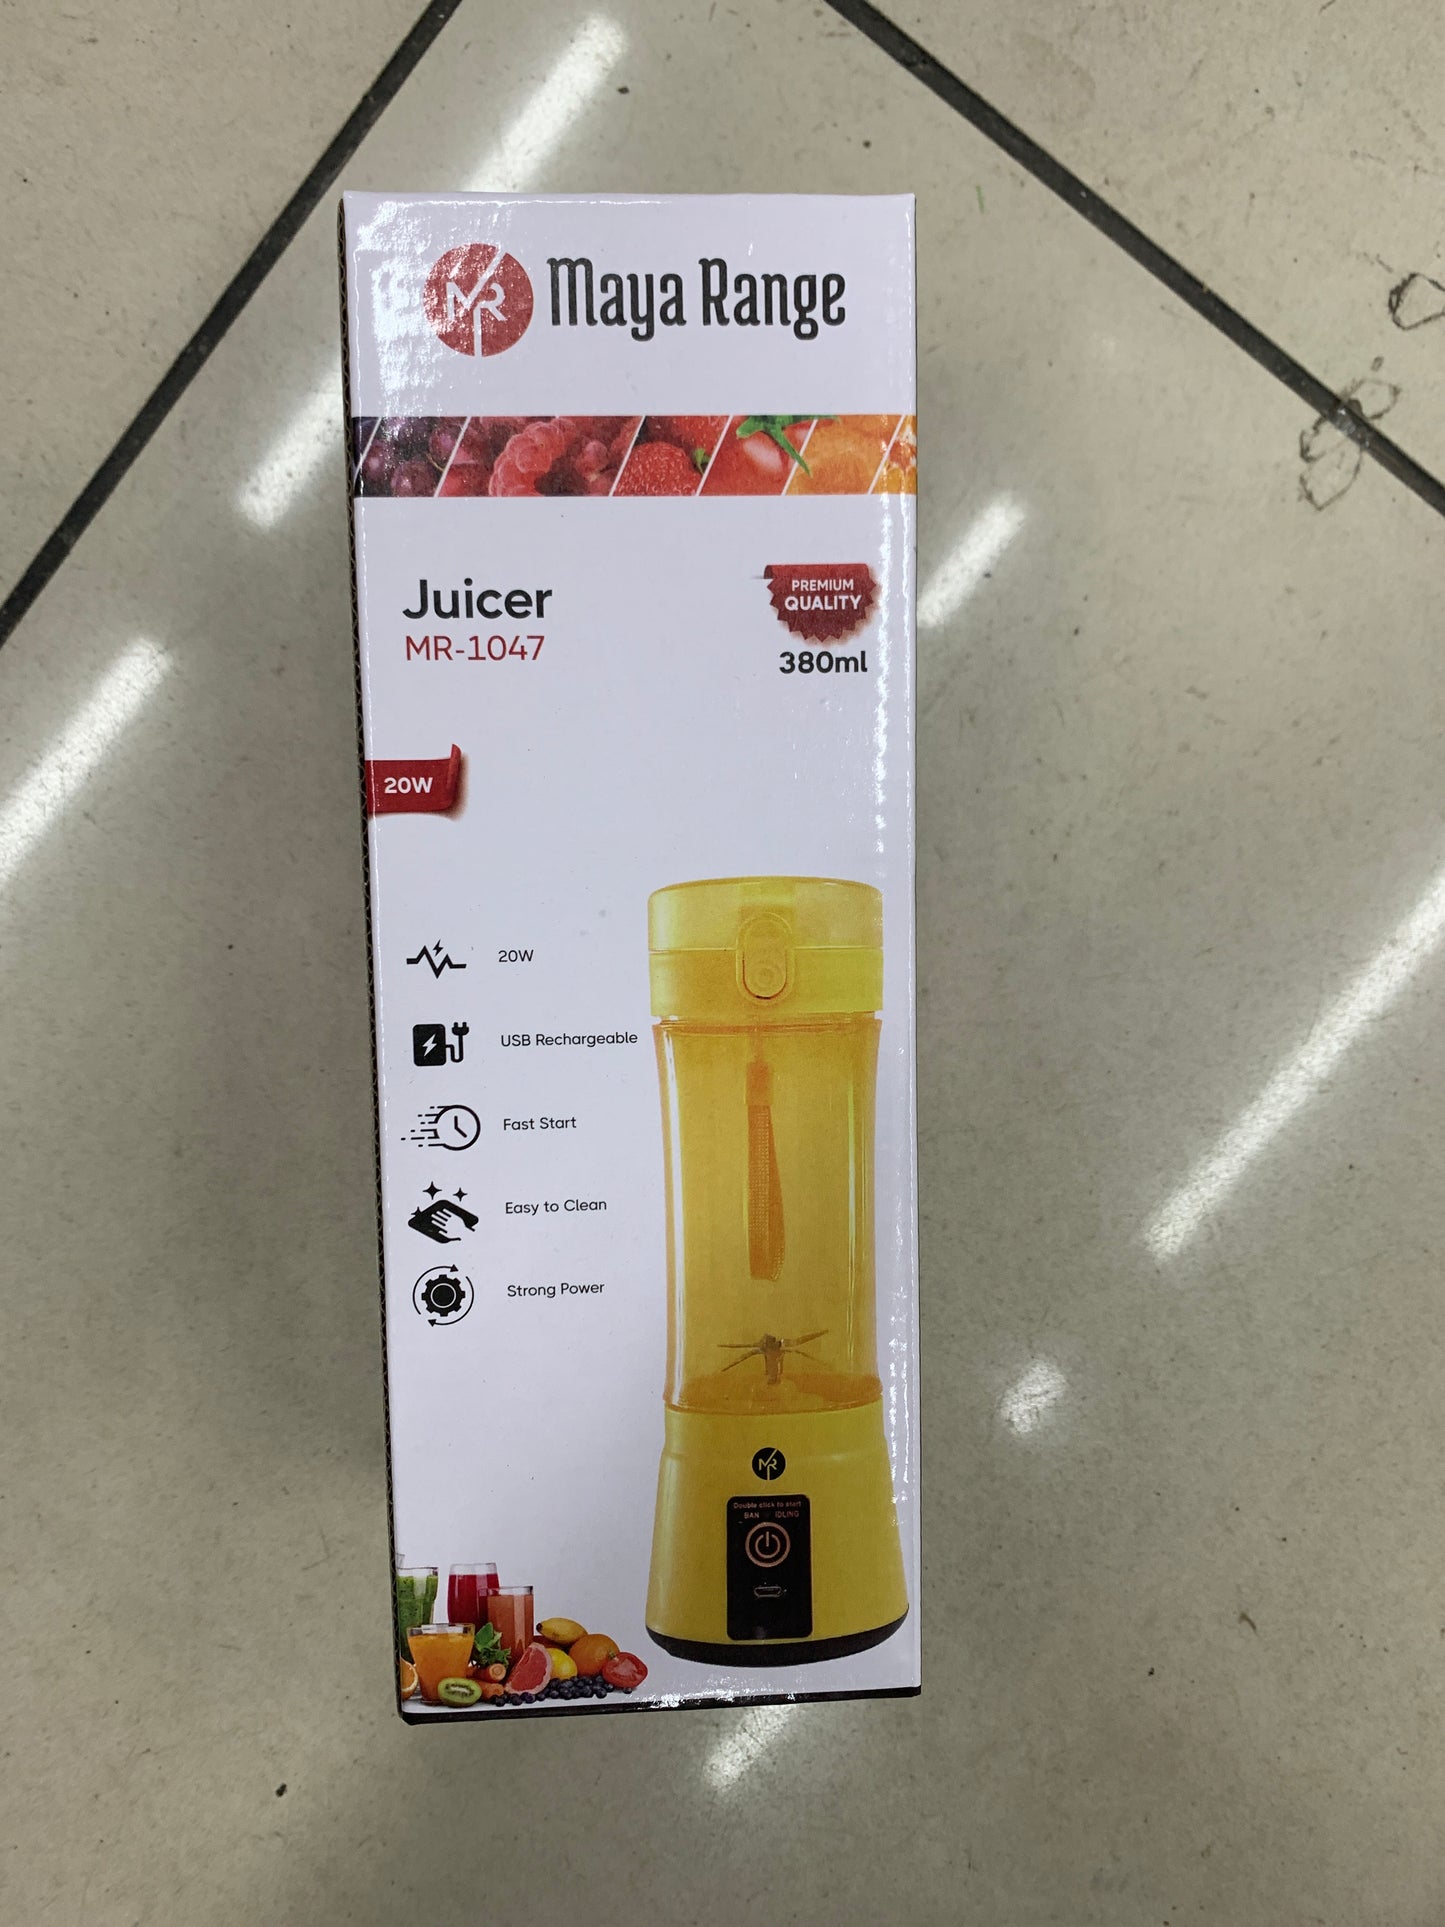 MR Maya Range
Juicer
MR-1047
PREMIUM
QUALITY
380ml
20W
20W
USB Rechargeable
Fast Start
Easy to Clean
Strong Power
MR
Double click to start
BAN IDLING